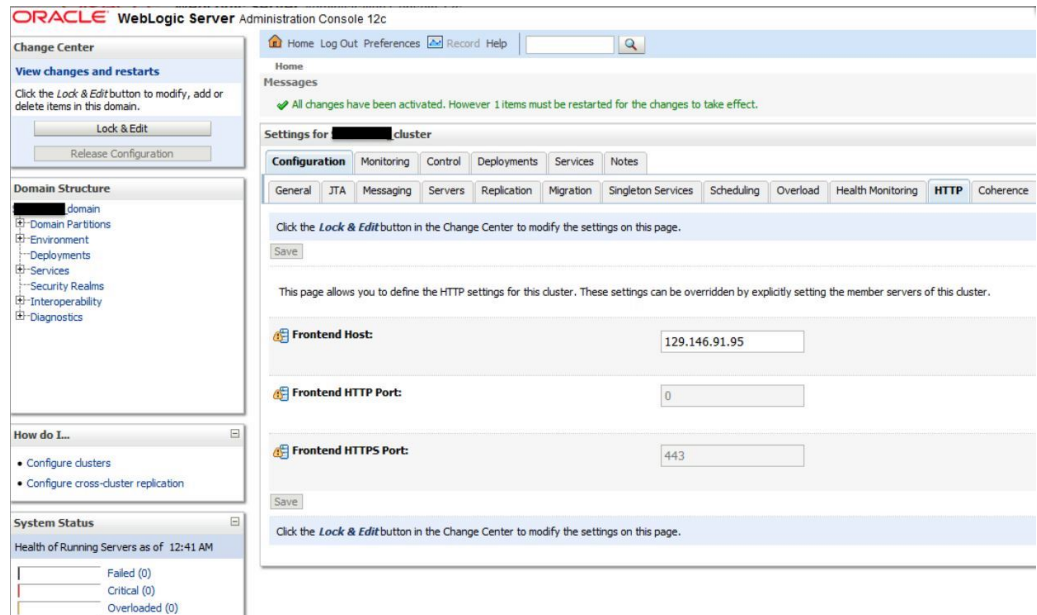 ORACLE WebLogic Server Administration Console 12c
Change Center
View changes and restarts
Click the Lock & Edit button to modify, add or
delete items in this domain.
Lock & Edit
Release Configuration
Domain Structure
_domain
Domain Partitions
Environment
Deployments
Services
Security Realms
Interoperability
Diagnostics
How do I...
Configure clusters
Configure cross-cluster replication
System Status
Health of Running Servers as of 12:41 AM
Failed (0)
Critical (0)
Overloaded (0)
Home Log Out Preferences Record Help
Home
Messages
All changes have been activated. However 1 items must be restarted for the changes to take effect.
Settings for _cluster
Configuration Monitoring Control Deployments Services Notes
General JTA Messaging Servers Replication Migration Singleton Services Scheduling Overload Health Monitoring HTTP Coherence
Click the Lock & Edit button in the Change Center to modify the settings on this page.
Save
This page allows you to define the HTTP settings for this cluster. These settings can be overridden by explicitly setting the member servers of this cluster.
Frontend Host: 129.146.91.95
Frontend HTTP Port: 0
Frontend HTTPS Port: 443
Save
Click the Lock & Edit button in the Change Center to modify the settings on this page.